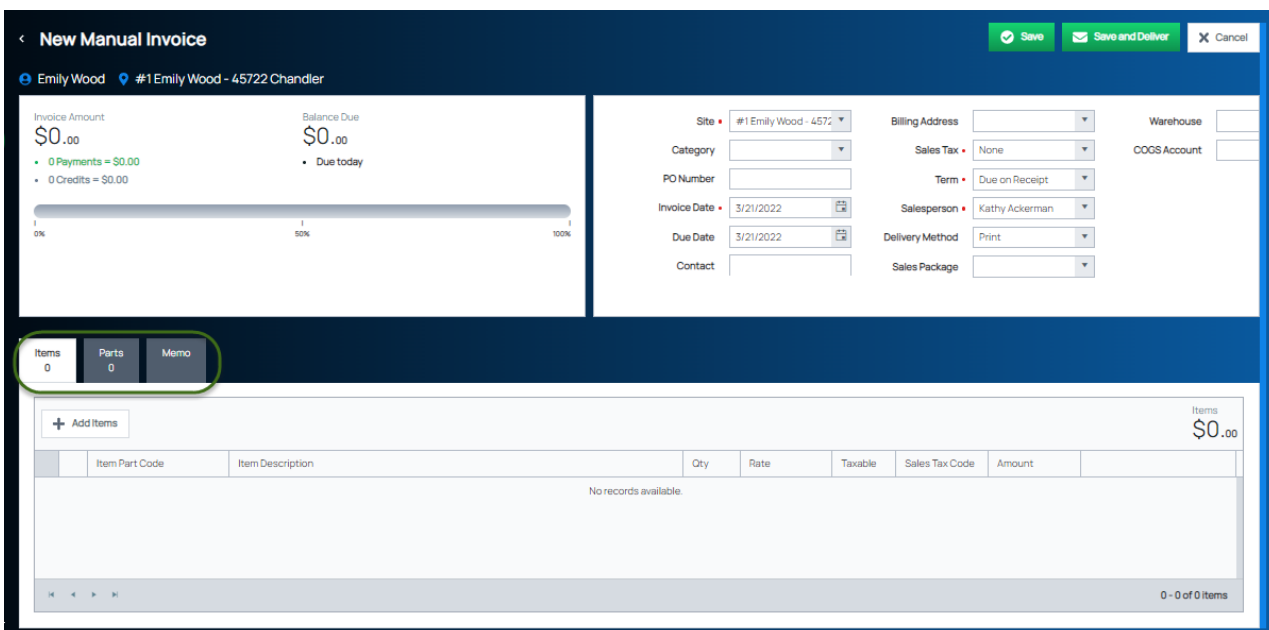 New Manual Invoice
Save
Save and Deliver
Cancel
Emily Wood
#1 Emily Wood - 45722 Chandler
Invoice Amount
$0.00
0 Payments = $0.00
0 Credits = $0.00
Balance Due
$0.00
Due today
0%
50%
100%
Site
#1 Emily Wood - 4572
Category
PO Number
Invoice Date
3/21/2022
Due Date
3/21/2022
Contact
Billing Address
Sales Tax
None
Term
Due on Receipt
Salesperson
Kathy Ackerman
Delivery Method
Print
Sales Package
Warehouse
COGS Account
Items
0
Parts
0
Memo
Add Items
Items
$0.00
Item Part Code
Item Description
Qty
Rate
Taxable
Sales Tax Code
Amount
No records available.
0 - 0 of 0 items